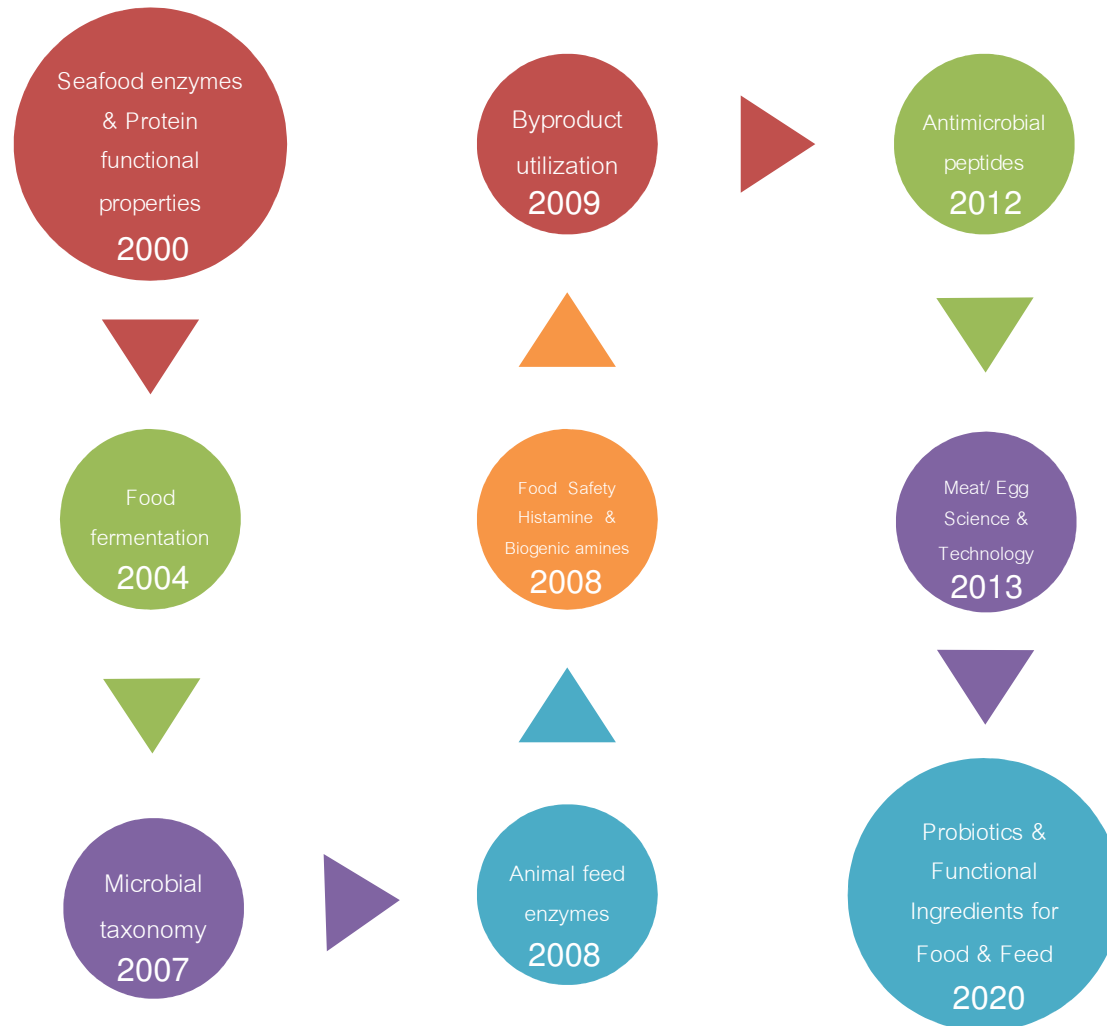 Seafood enzymes
& Protein
functional
properties
2000
Food
fermentation
2004
Microbial
taxonomy
2007
Animal feed
enzymes
2008
Food Safety
Histamine &
Biogenic amines
2008
Byproduct
utilization
2009
Antimicrobial
peptides
2012
Meat/ Egg
Science &
Technology
2013
Probiotics &
Functional
Ingredients for
Food & Feed
2020